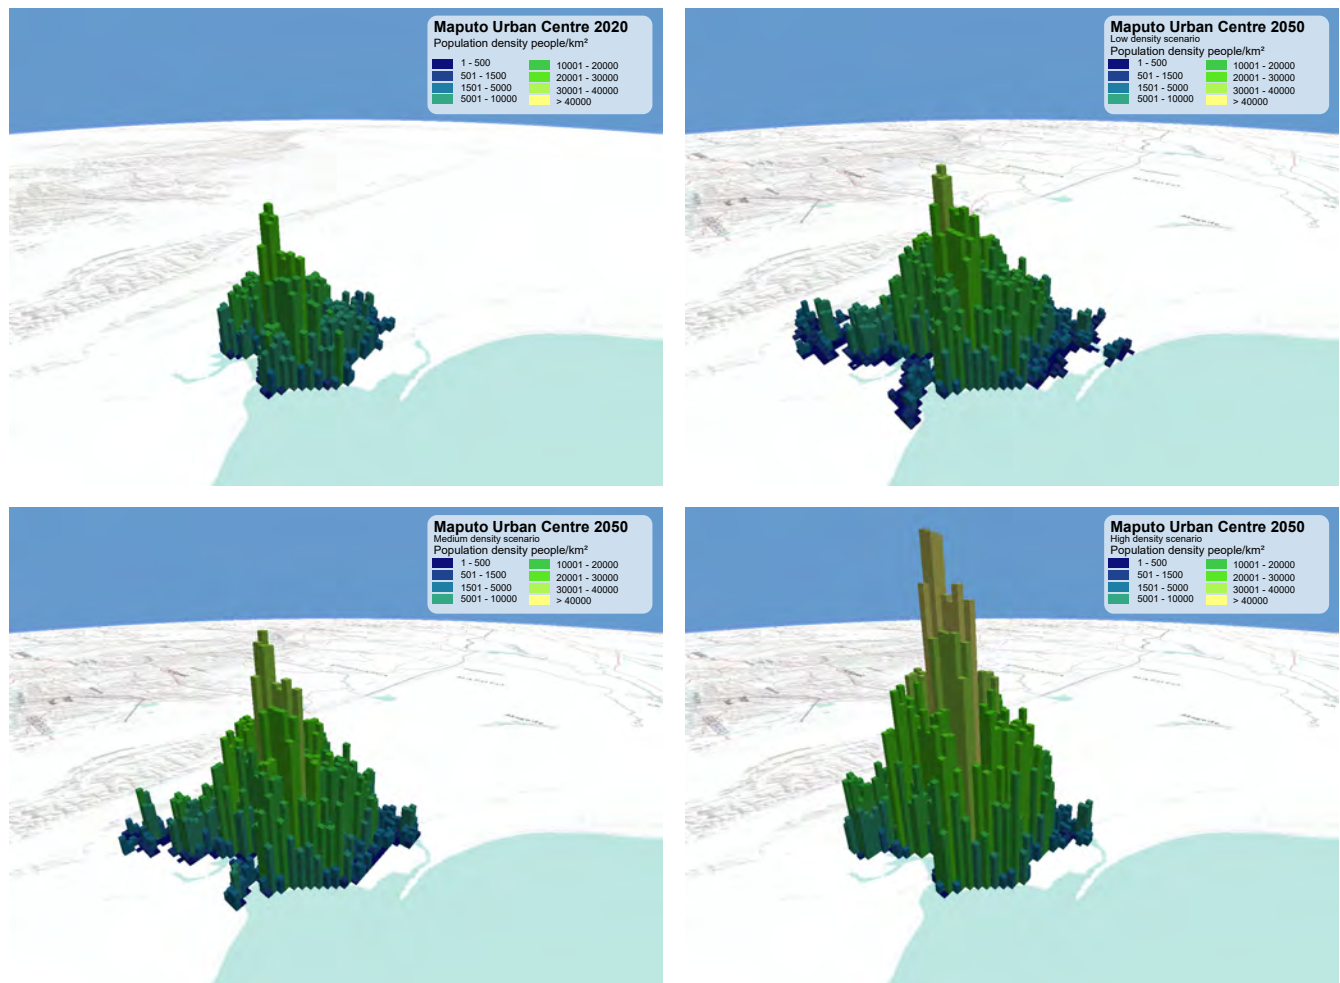 Maputo Urban Centre 2020
Population density people/km²
1 - 500
501 - 1500
1501 - 5000
5001 - 10000
10001 - 20000
20001 - 30000
30001 - 40000
> 40000
Maputo Urban Centre 2050
Low density scenario
Population density people/km²
1 - 500
501 - 1500
1501 - 5000
5001 - 10000
10001 - 20000
20001 - 30000
30001 - 40000
> 40000
Maputo Urban Centre 2050
Medium density scenario
Population density people/km²
1 - 500
501 - 1500
1501 - 5000
5001 - 10000
10001 - 20000
20001 - 30000
30001 - 40000
> 40000
Maputo Urban Centre 2050
High density scenario
Population density people/km²
1 - 500
501 - 1500
1501 - 5000
5001 - 10000
10001 - 20000
20001 - 30000
30001 - 40000
> 40000